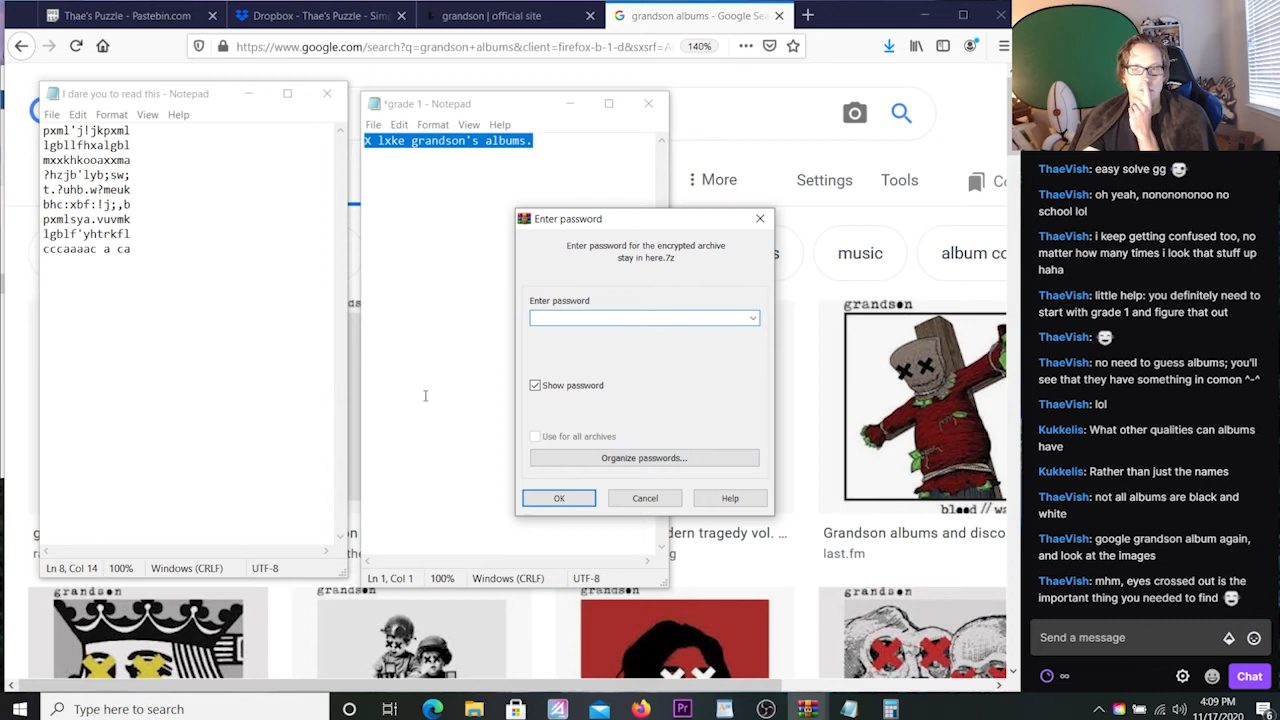 Thae's Puzzle - Pastebin.com
Dropbox - Thae's Puzzle - Sim
grandson | official site
grandson albums - Google Sea
https://www.google.com/search?q=grandson+albums&client=firefox-b-1-d&sxsrf=A
140%
I dare you to read this - Notepad
File Edit Format View Help
pxml'j!jkpxml
lgbllfhxalgbl
mxxkhkooaxxma
?hzjb'lyb;sw;
t.?uhb.w?meuk
bhc:xbf:!j;,b
pxmlsya.vuvmk
lgblf'yhtrkfl
cccaaaac a ca
Ln 8, Col 14 100% Windows (CRLF) UTF-8
*grade 1 - Notepad
File Edit Format View Help
X lxke grandson's albums.
Ln 1, Col 1 100% Windows (CRLF) UTF-8
More
Settings
Tools
music
album co
Enter password
Enter password for the encrypted archive
stay in here.7z
Enter password
Show password
Use for all archives
Organize passwords...
OK
Cancel
Help
grandson
blood // wa
dern tragedy vol. ...
Grandson albums and disco
last.fm
grandson
grandson
grandson
grandson
ThaeVish: easy solve gg
ThaeVish: oh yeah, nonononono no
school lol
ThaeVish: i keep getting confused too, no
matter how many times i look that stuff up
haha
ThaeVish: little help: you definitely need to
start with grade 1 and figure that out
ThaeVish:
ThaeVish: no need to guess albums; you'll
see that they have something in comon ^-^
ThaeVish: lol
Kukkelis: What other qualities can albums
have
Kukkelis: Rather than just the names
ThaeVish: not all albums are black and
white
ThaeVish: google grandson album again,
and look at the images
ThaeVish: mhm, eyes crossed out is the
important thing you needed to find
Send a message
Chat
Type here to search
4:09 PM